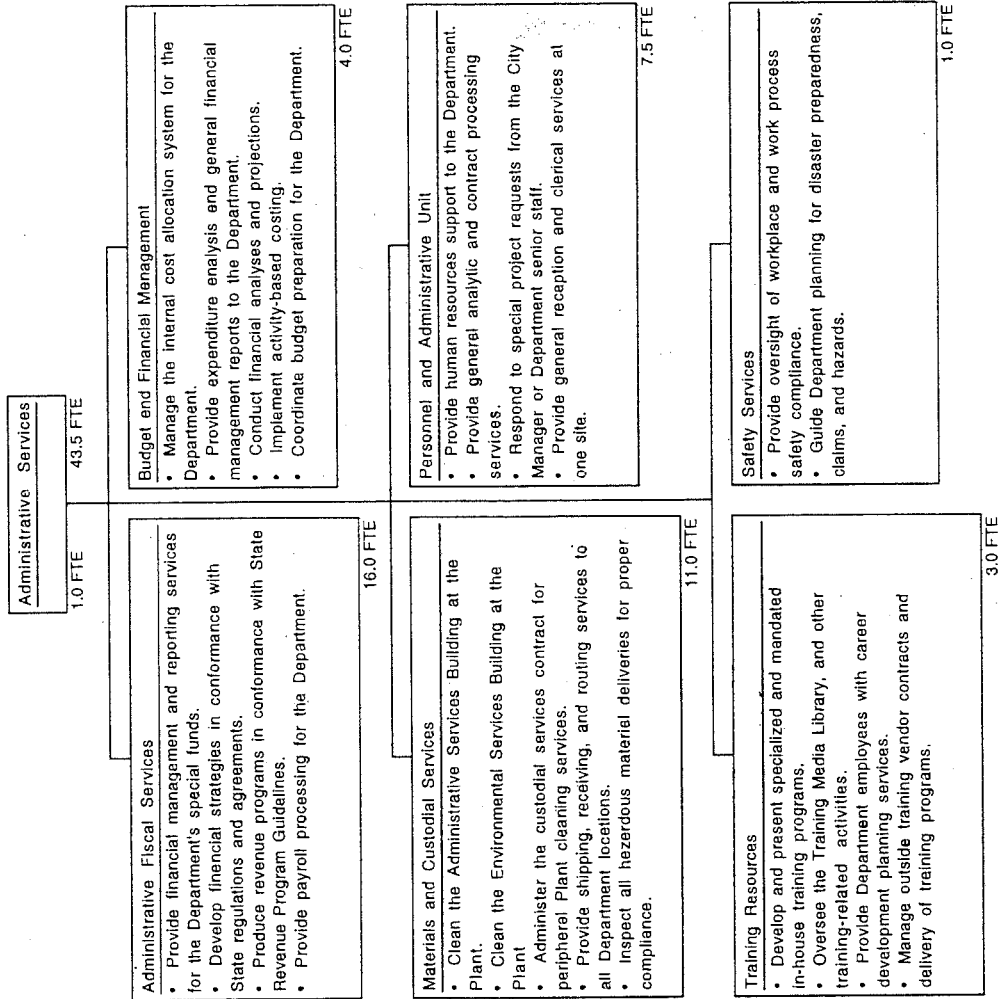 Administrative Services
1.0 FTE
43.5 FTE
Administrative Fiscal Services
• Provide financial management and reporting services
for the Department's special funds.
• Develop finencial strategies in conformance with
State regulations and agreements.
• Produce revenue programs in conformance with State
Revenue Program Guidelines.
• Provide payroll processing for the Department.
16.0 FTE
Budget end Financial Menagement
• Manage the internal cost allocation system for the
Department.
• Provide expenditure enalysis end generel financial
management reports to the Department.
• Conduct financial analyses and projections.
• Implement activity-based costing.
• Coordinate budget preparation for the Department.
4.0 FTE
Materials and Custodial Services
• Clean the Administrative Services Building at the
Plant.
• Clean the Environmental Services Building at the
Plant
• Administer the custodial services contract for
peripherel Plant cleaning services.
• Provide shipping, receiving, and routing services to
all Department locetions.
• Inspect all hezerdous materiel deliveries for proper
compliance.
11.0 FTE
Personnel and Administrative Unit
• Provide human resources support to the Department.
• Provide generel analytic and contract processing
services.
• Respond to special project requests from the City
Manager or Department senior staff.
• Provide general reception and clerical services at
one site.
7.5 FTE
Training Resources
• Develop and present specialized and mandated
in-house training programs.
• Oversee the Training Media Library, and other
training-related activities.
• Provide Department employees with career
development planning services.
• Manage outside training vendor contracts and
delivery of training programs.
3.0 FTE
Safety Services
• Provide oversight of workplace and work process
safety compliance.
• Guide Department planning for disaster preparedness,
claims, and hazards.
1.0 FTE